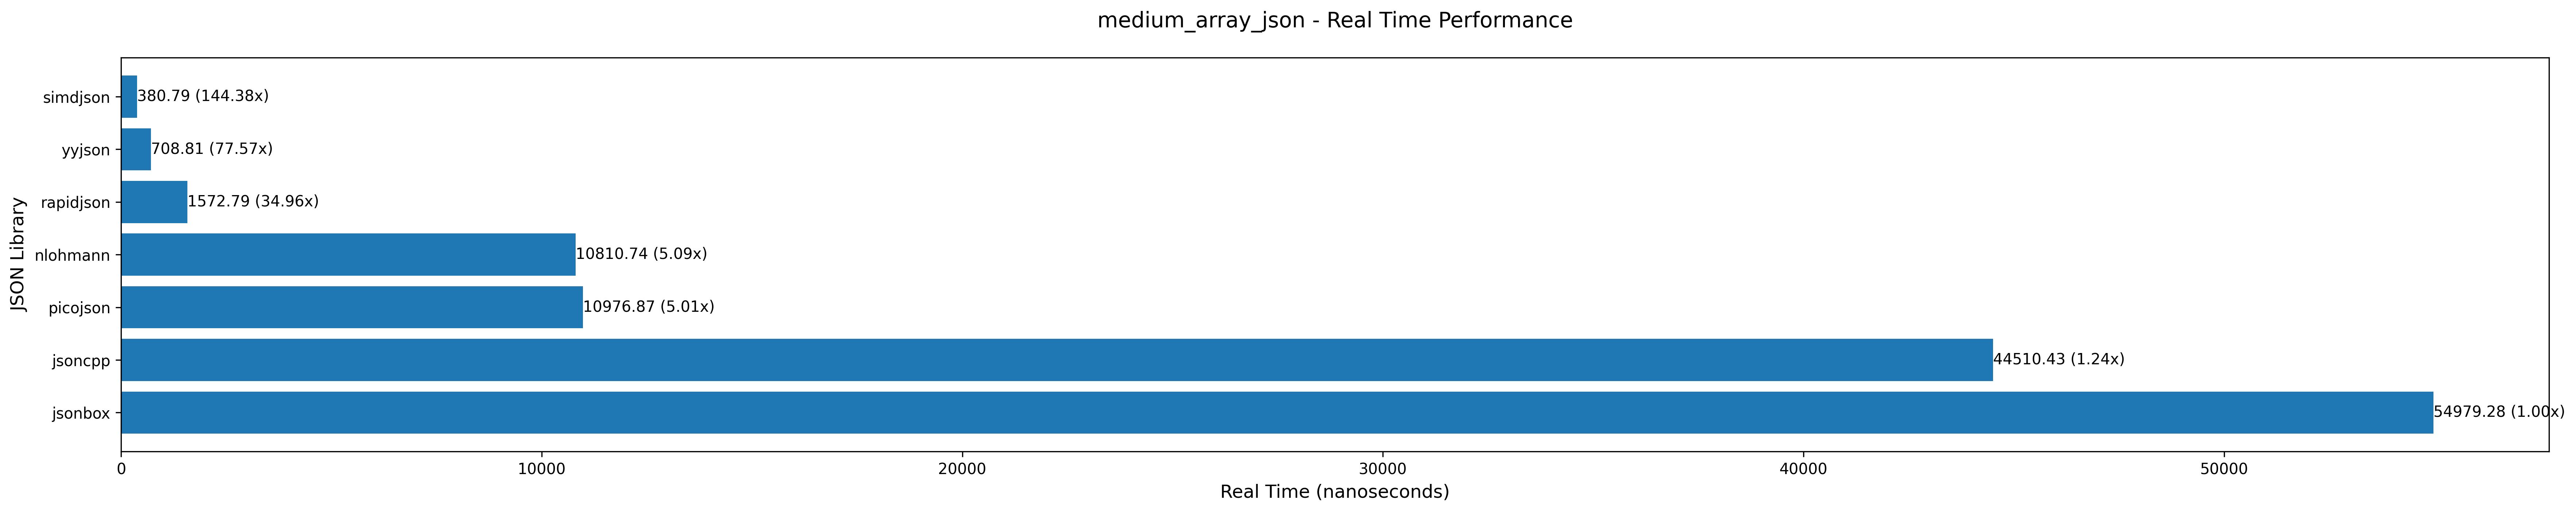 medium_array_json - Real Time Performance
JSON Library
simdjson 380.79 (144.38x)
yyjson 708.81 (77.57x)
rapidjson 1572.79 (34.96x)
nlohmann 10810.74 (5.09x)
picojson 10976.87 (5.01x)
jsoncpp 44510.43 (1.24x)
jsonbox 54979.28 (1.00x)
0 10000 20000 30000 40000 50000
Real Time (nanoseconds)